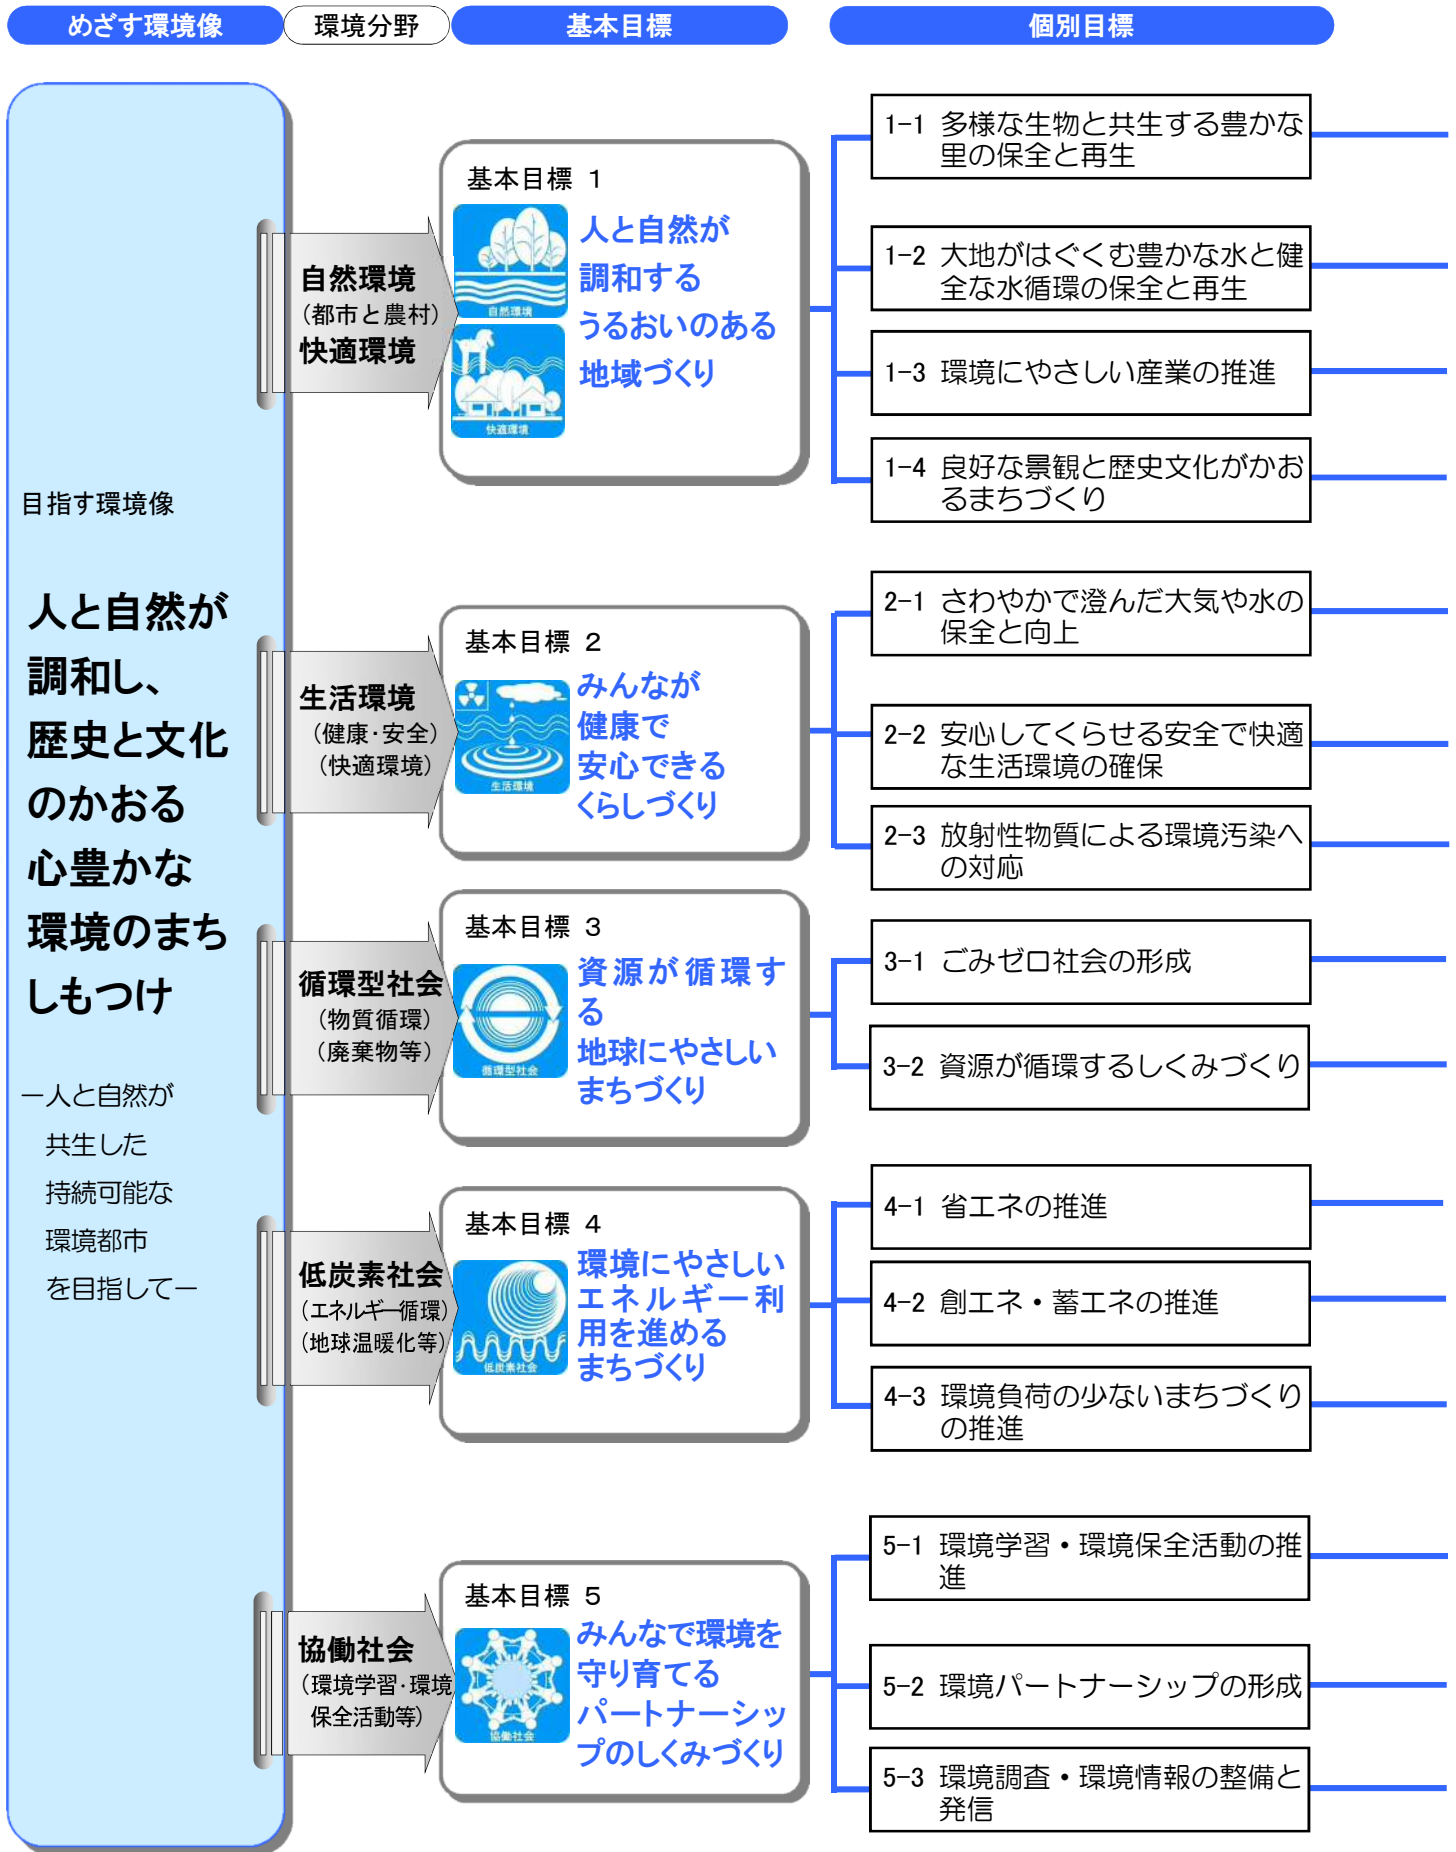 めざす環境像
環境分野
基本目標
個別目標
目指す環境像
人と自然が
調和し、
歴史と文化
のかおる
心豊かな
環境のまち
しもつけ
－人と自然が
共生した
持続可能な
環境都市
を目指して－
自然環境
（都市と農村）
快適環境
基本目標 1
人と自然が
調和する
うるおいのある
地域づくり
自然環境
快適環境
1-1 多様な生物と共生する豊かな
里の保全と再生
1-2 大地がはぐくむ豊かな水と健
全な水循環の保全と再生
1-3 環境にやさしい産業の推進
1-4 良好な景観と歴史文化がかお
るまちづくり
生活環境
（健康・安全）
（快適環境）
基本目標 2
みんなが
健康で
安心できる
くらしづくり
生活環境
2-1 さわやかで澄んだ大気や水の
保全と向上
2-2 安心してくらせる安全で快適
な生活環境の確保
2-3 放射性物質による環境汚染へ
の対応
循環型社会
（物質循環）
（廃棄物等）
基本目標 3
資源が循環す
る
地球にやさしい
まちづくり
循環型社会
3-1 ごみゼロ社会の形成
3-2 資源が循環するしくみづくり
低炭素社会
（エネルギー循環）
（地球温暖化等）
基本目標 4
環境にやさしい
エネルギー利
用を進める
まちづくり
低炭素社会
4-1 省エネの推進
4-2 創エネ・蓄エネの推進
4-3 環境負荷の少ないまちづくり
の推進
協働社会
（環境学習・環境
保全活動等）
基本目標 5
みんなで環境を
守り育てる
パートナーシッ
プのしくみづくり
協働社会
5-1 環境学習・環境保全活動の推
進
5-2 環境パートナーシップの形成
5-3 環境調査・環境情報の整備と
発信